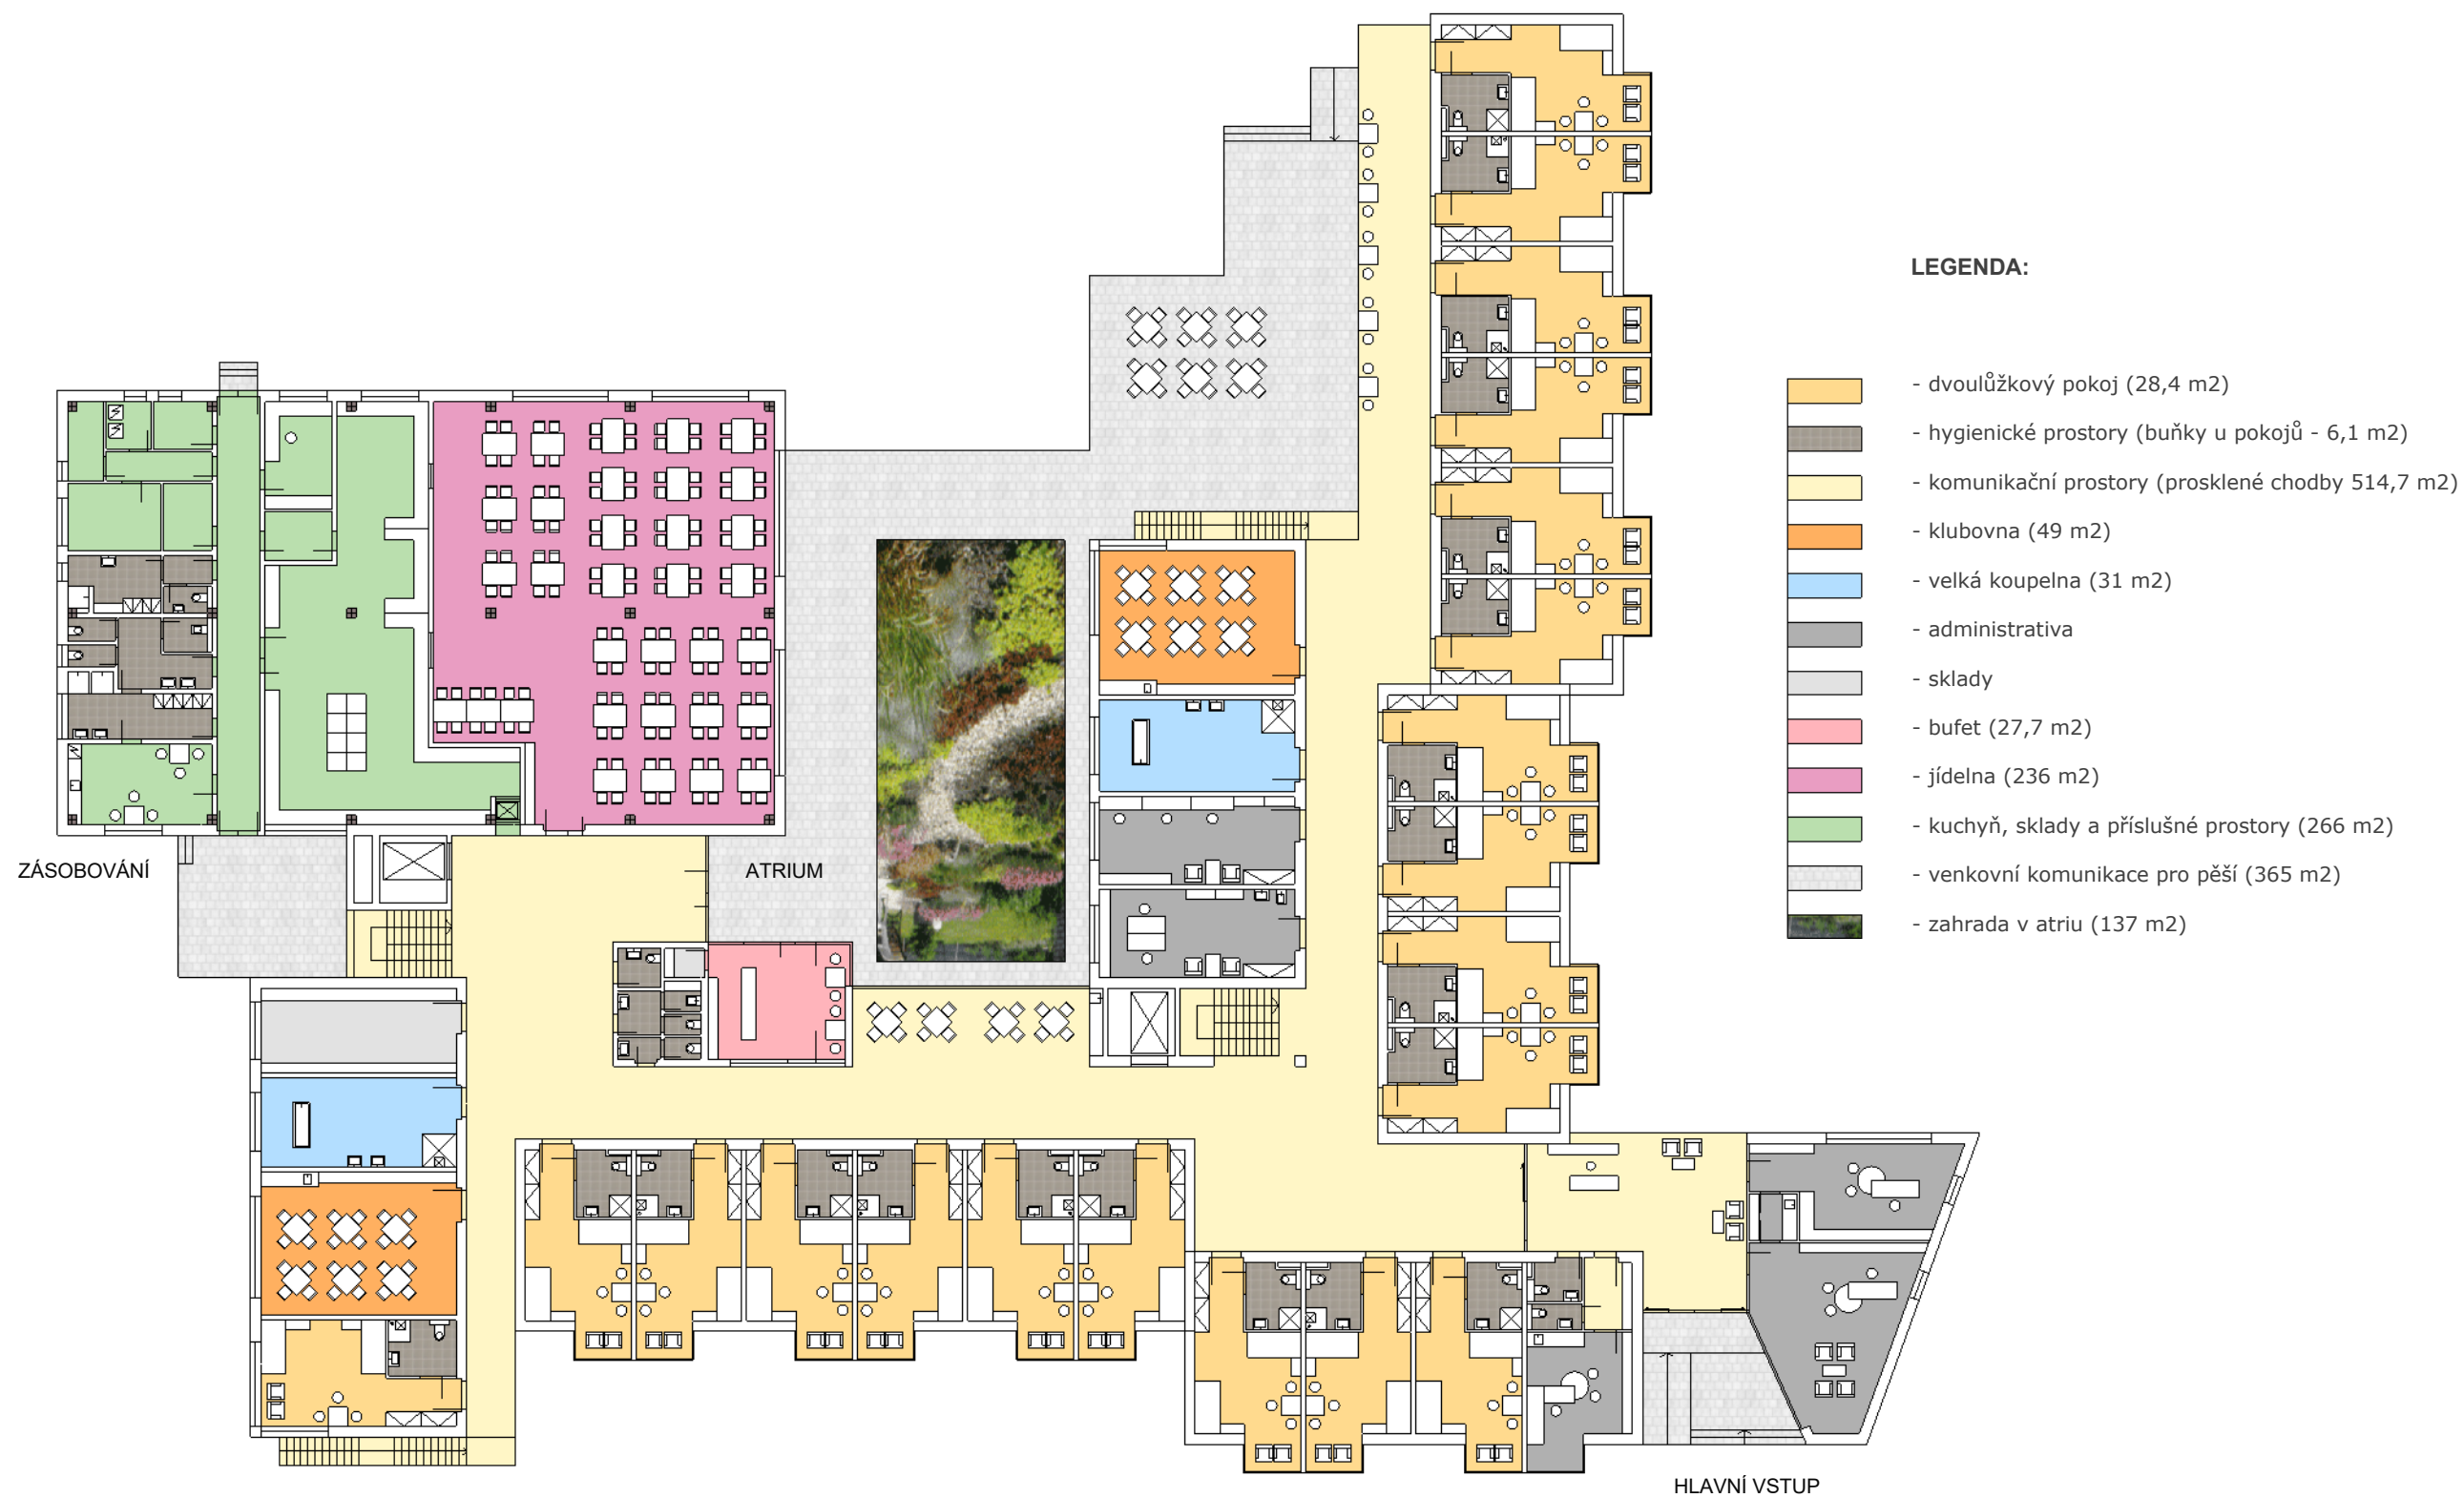 LEGENDA:
- dvoulůžkový pokoj (28,4 m2)
- hygienické prostory (buňky u pokojů - 6,1 m2)
- komunikační prostory (prosklené chodby 514,7 m2)
- klubovna (49 m2)
- velká koupelna (31 m2)
- administrativa
- sklady
- bufet (27,7 m2)
- jídelna (236 m2)
- kuchyň, sklady a příslušné prostory (266 m2)
- venkovní komunikace pro pěší (365 m2)
- zahrada v atriu (137 m2)
ZÁSOBOVÁNÍ
ATRIUM
HLAVNÍ VSTUP